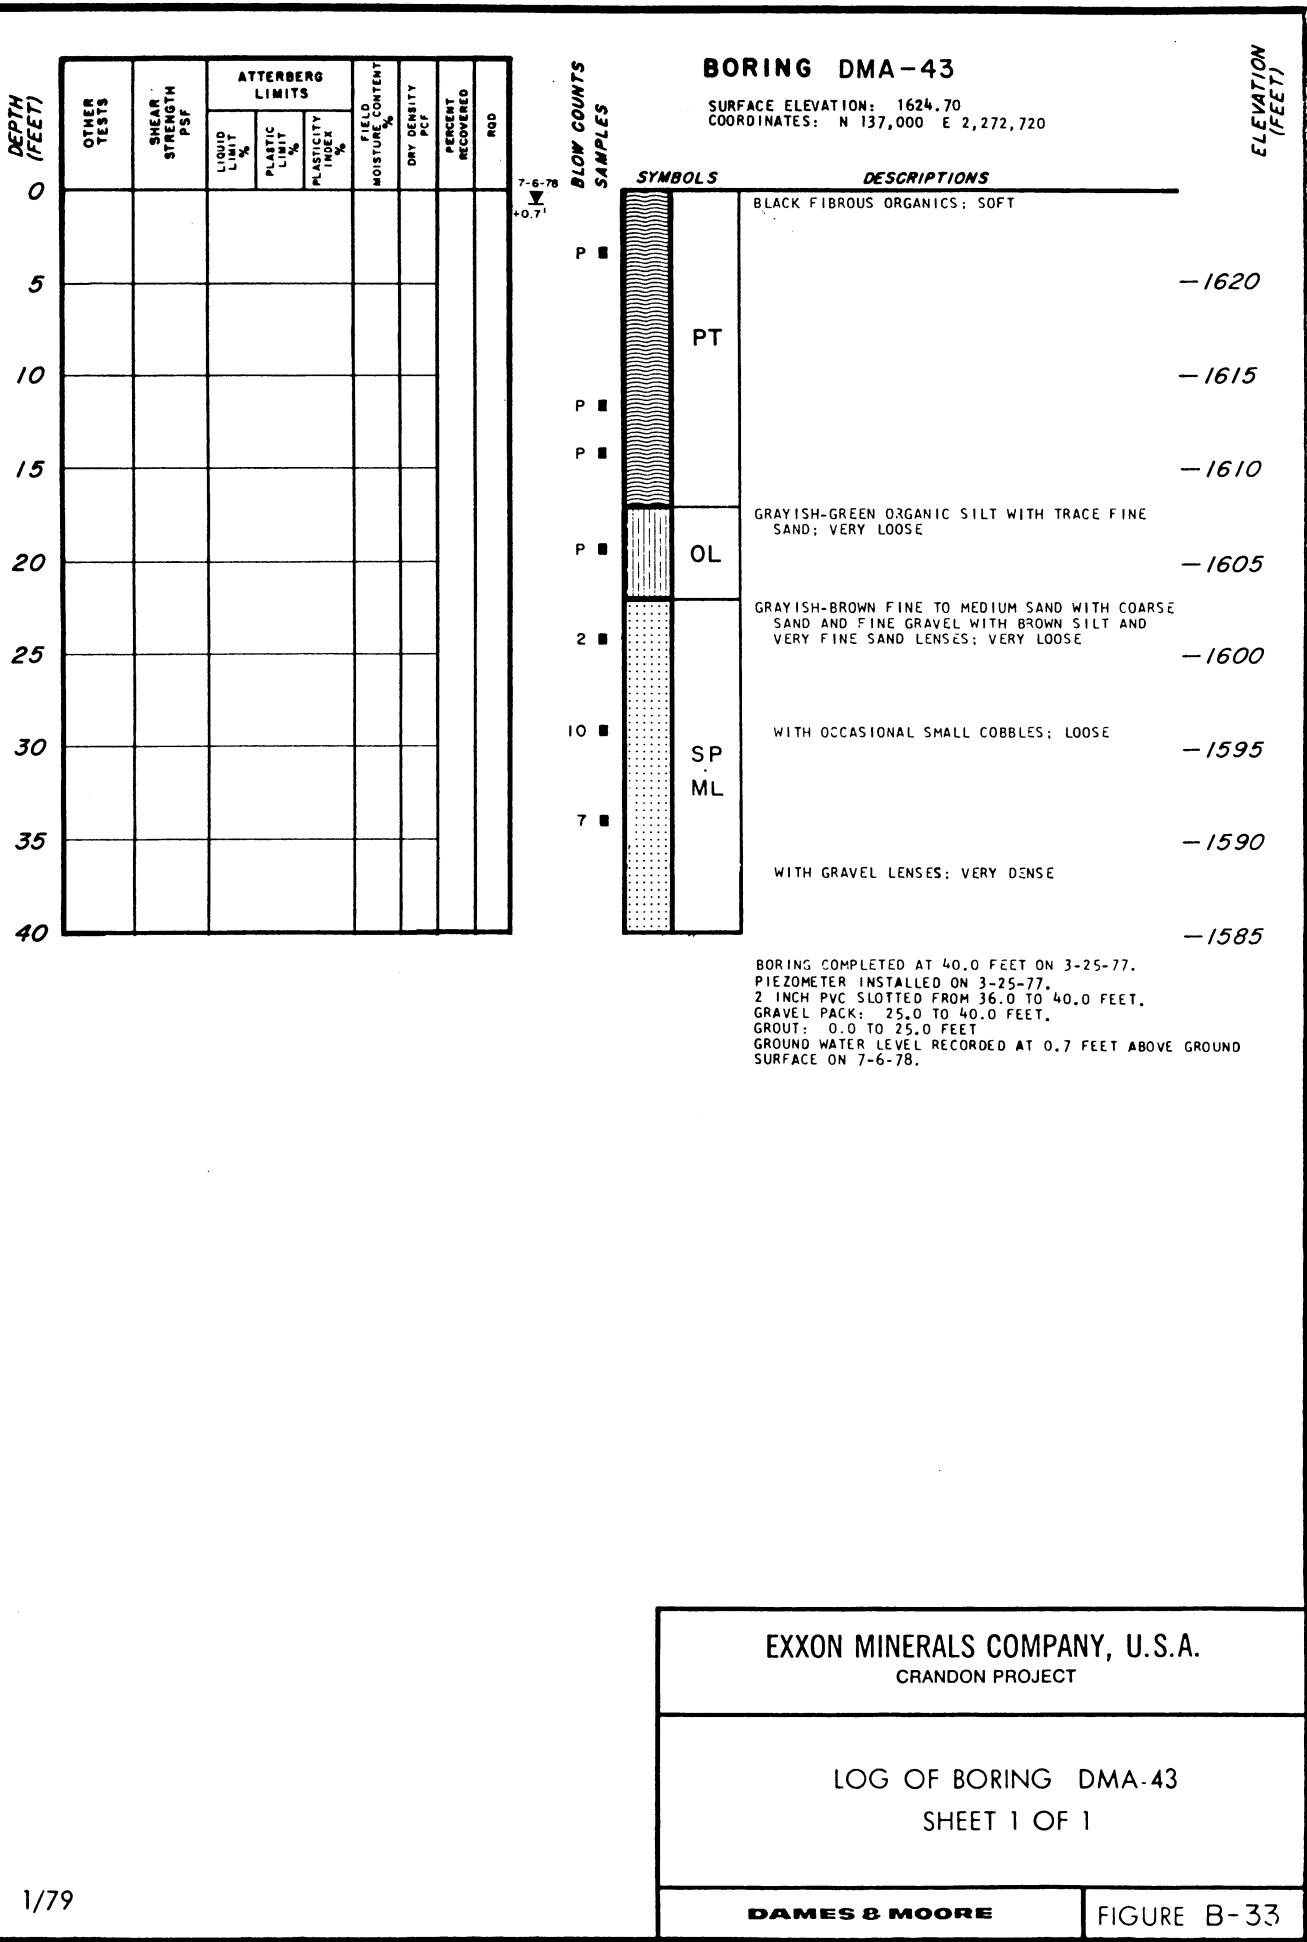 BORING DMA-43
SURFACE ELEVATION: 1624.70
COORDINATES: N 137,000 E 2,272,720
DEPTH
(FEET)
OTHER
TESTS
SHEAR
STRENGTH
PSF
ATTERBERG
LIMITS
LIQUID
LIMIT
%
PLASTIC
LIMIT
%
PLASTICITY
INDEX
%
FIELD
MOISTURE CONTENT
%
DRY DENSITY
PCF
PERCENT
RECOVERED
RQD
BLOW COUNTS
SAMPLES
ELEVATION
(FEET)
SYMBOLS
DESCRIPTIONS
0
7-6-78
+0.7'
BLACK FIBROUS ORGANICS; SOFT
P
5
-1620
PT
10
-1615
P
P
15
-1610
GRAYISH-GREEN ORGANIC SILT WITH TRACE FINE
SAND; VERY LOOSE
P
OL
20
-1605
GRAYISH-BROWN FINE TO MEDIUM SAND WITH COARSE
SAND AND FINE GRAVEL WITH BROWN SILT AND
VERY FINE SAND LENSES; VERY LOOSE
2
25
-1600
10
WITH OCCASIONAL SMALL COBBLES; LOOSE
30
-1595
SP
ML
7
35
-1590
WITH GRAVEL LENSES; VERY DENSE
40
-1585
BORING COMPLETED AT 40.0 FEET ON 3-25-77.
PIEZOMETER INSTALLED ON 3-25-77.
2 INCH PVC SLOTTED FROM 36.0 TO 40.0 FEET.
GRAVEL PACK: 25.0 TO 40.0 FEET.
GROUT: 0.0 TO 25.0 FEET
GROUND WATER LEVEL RECORDED AT 0.7 FEET ABOVE GROUND
SURFACE ON 7-6-78.
EXXON MINERALS COMPANY, U.S.A.
CRANDON PROJECT
LOG OF BORING DMA-43
SHEET 1 OF 1
1/79
DAMES & MOORE
FIGURE B-33